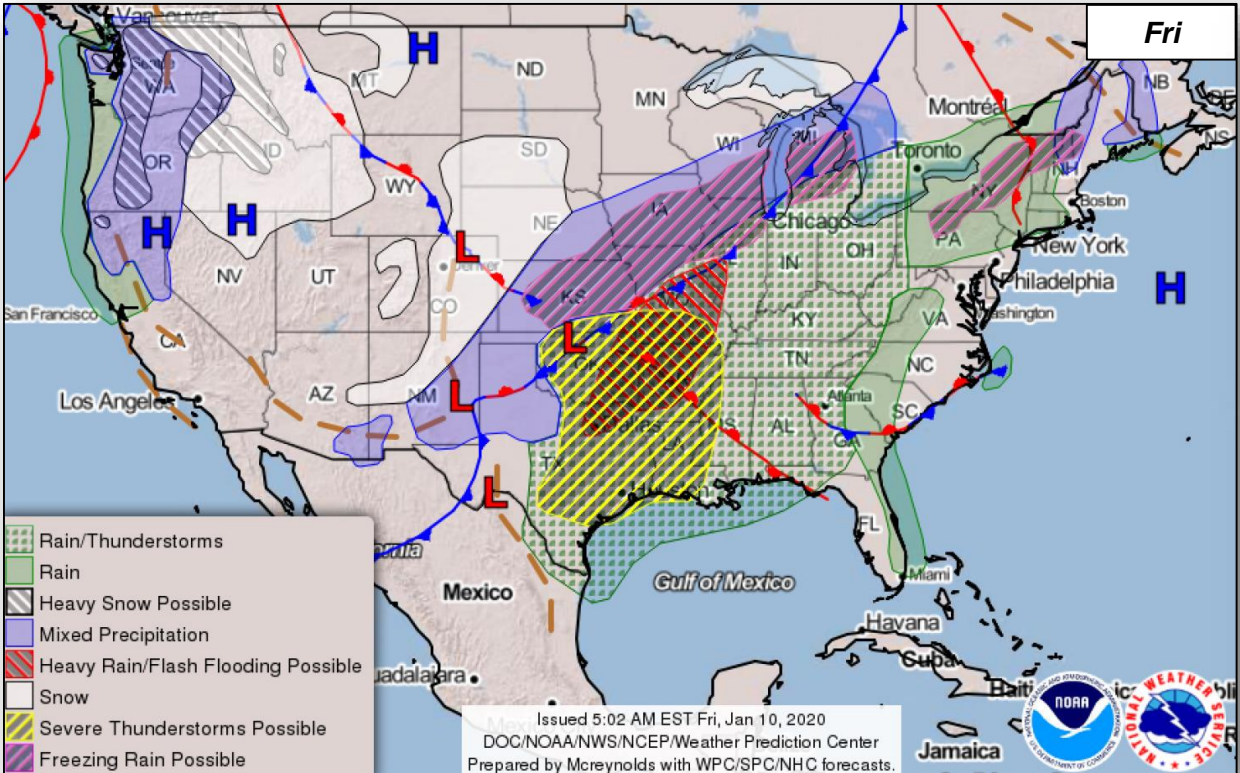 Fri
Vancouver
H
MT
ND
MN
Montréal
NB
NS
WA
OR
ID
WY
SD
WI
MI
Toronto
NY
NH
Boston
H
H
NE
IA
Chicago
PA
New York
Philadelphia
H
L
Denver
NV
UT
CO
KS
MO
IN
OH
KY
VA
Washington
San Francisco
CA
L
TN
NC
Los Angeles
AZ
NM
L
AL
Atlanta
SC
GA
LA
TX
L
Houston
FL
Miami
Gulf of Mexico
Mexico
Havana
Cuba
Jamaica
Rain/Thunderstorms
Rain
Heavy Snow Possible
Mixed Precipitation
Heavy Rain/Flash Flooding Possible
Snow
Severe Thunderstorms Possible
Freezing Rain Possible
Issued 5:02 AM EST Fri, Jan 10, 2020
DOC/NOAA/NWS/NCEP/Weather Prediction Center
Prepared by Mcreynolds with WPC/SPC/NHC forecasts.
NOAA
NATIONAL WEATHER SERVICE